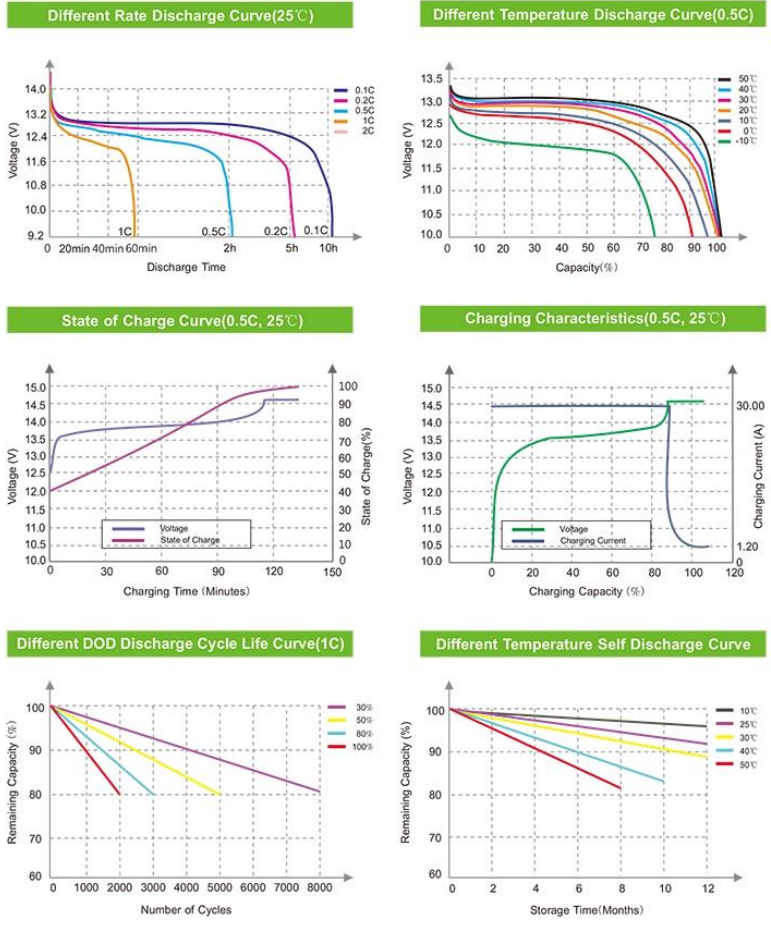 Different Rate Discharge Curve(25℃)
14.0
13.2
12.4
11.6
10.8
10.0
9.2
Voltage (V)
0.1C
0.2C
0.5C
1C
2C
1C
0.5C
0.2C
0.1C
0 20min 40min 60min 2h 5h 10h
Discharge Time
Different Temperature Discharge Curve(0.5C)
13.5
13.0
12.5
12.0
11.5
11.0
10.5
10.0
Voltage (V)
50℃
40℃
30℃
20℃
10℃
0℃
-10℃
0 10 20 30 40 50 60 70 80 90 100
Capacity(%)
State of Charge Curve(0.5C, 25℃)
15.0
14.5
14.0
13.5
13.0
12.5
12.0
11.5
11.0
10.5
10.0
Voltage (V)
100
90
80
70
60
50
40
30
20
10
0
State of Charge(%)
Voltage
State of Charge
0 30 60 90 120 150
Charging Time (Minutes)
Charging Characteristics(0.5C, 25℃)
15.0
14.5
14.0
13.5
13.0
12.5
12.0
11.5
11.0
10.5
10.0
Voltage (V)
30.00
1.20
0
Charging Current (A)
Voltage
Charging Current
0 20 40 60 80 100 120
Charging Capacity (%)
Different DOD Discharge Cycle Life Curve(1C)
100
90
80
70
60
Remaining Capacity (%)
30%
50%
80%
100%
0 1000 2000 3000 4000 5000 6000 7000 8000
Number of Cycles
Different Temperature Self Discharge Curve
100
90
80
70
60
Remaining Capacity (%)
10℃
25℃
30℃
40℃
50℃
0 2 4 6 8 10 12
Storage Time(Months)